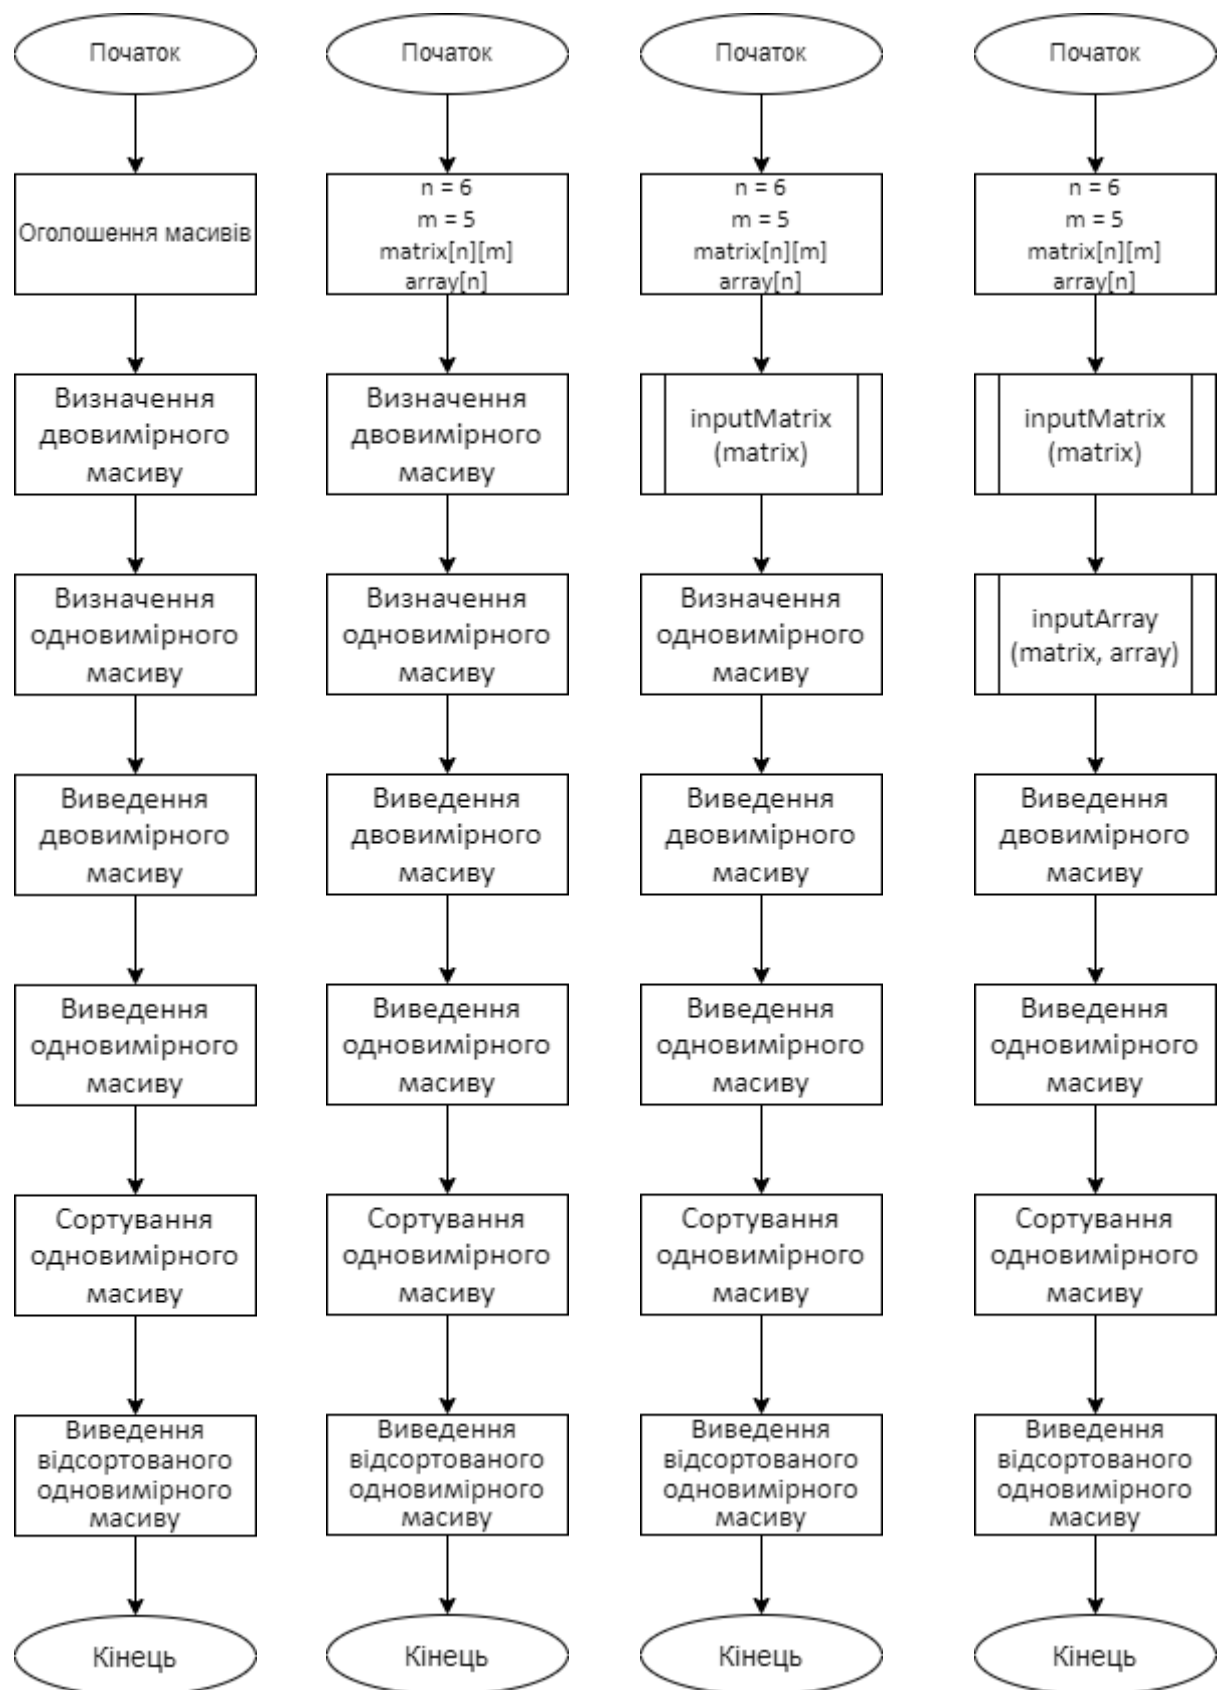 Початок
Оголошення масивів
Визначення
двовимірного
масиву
Визначення
одновимірного
масиву
Виведення
двовимірного
масиву
Виведення
одновимірного
масиву
Сортування
одновимірного
масиву
Виведення
відсортованого
одновимірного
масиву
Кінець
Початок
n = 6
m = 5
matrix[n][m]
array[n]
Визначення
двовимірного
масиву
Визначення
одновимірного
масиву
Виведення
двовимірного
масиву
Виведення
одновимірного
масиву
Сортування
одновимірного
масиву
Виведення
відсортованого
одновимірного
масиву
Кінець
Початок
n = 6
m = 5
matrix[n][m]
array[n]
inputMatrix
(matrix)
Визначення
одновимірного
масиву
Виведення
двовимірного
масиву
Виведення
одновимірного
масиву
Сортування
одновимірного
масиву
Виведення
відсортованого
одновимірного
масиву
Кінець
Початок
n = 6
m = 5
matrix[n][m]
array[n]
inputMatrix
(matrix)
inputArray
(matrix, array)
Виведення
двовимірного
масиву
Виведення
одновимірного
масиву
Сортування
одновимірного
масиву
Виведення
відсортованого
одновимірного
масиву
Кінець